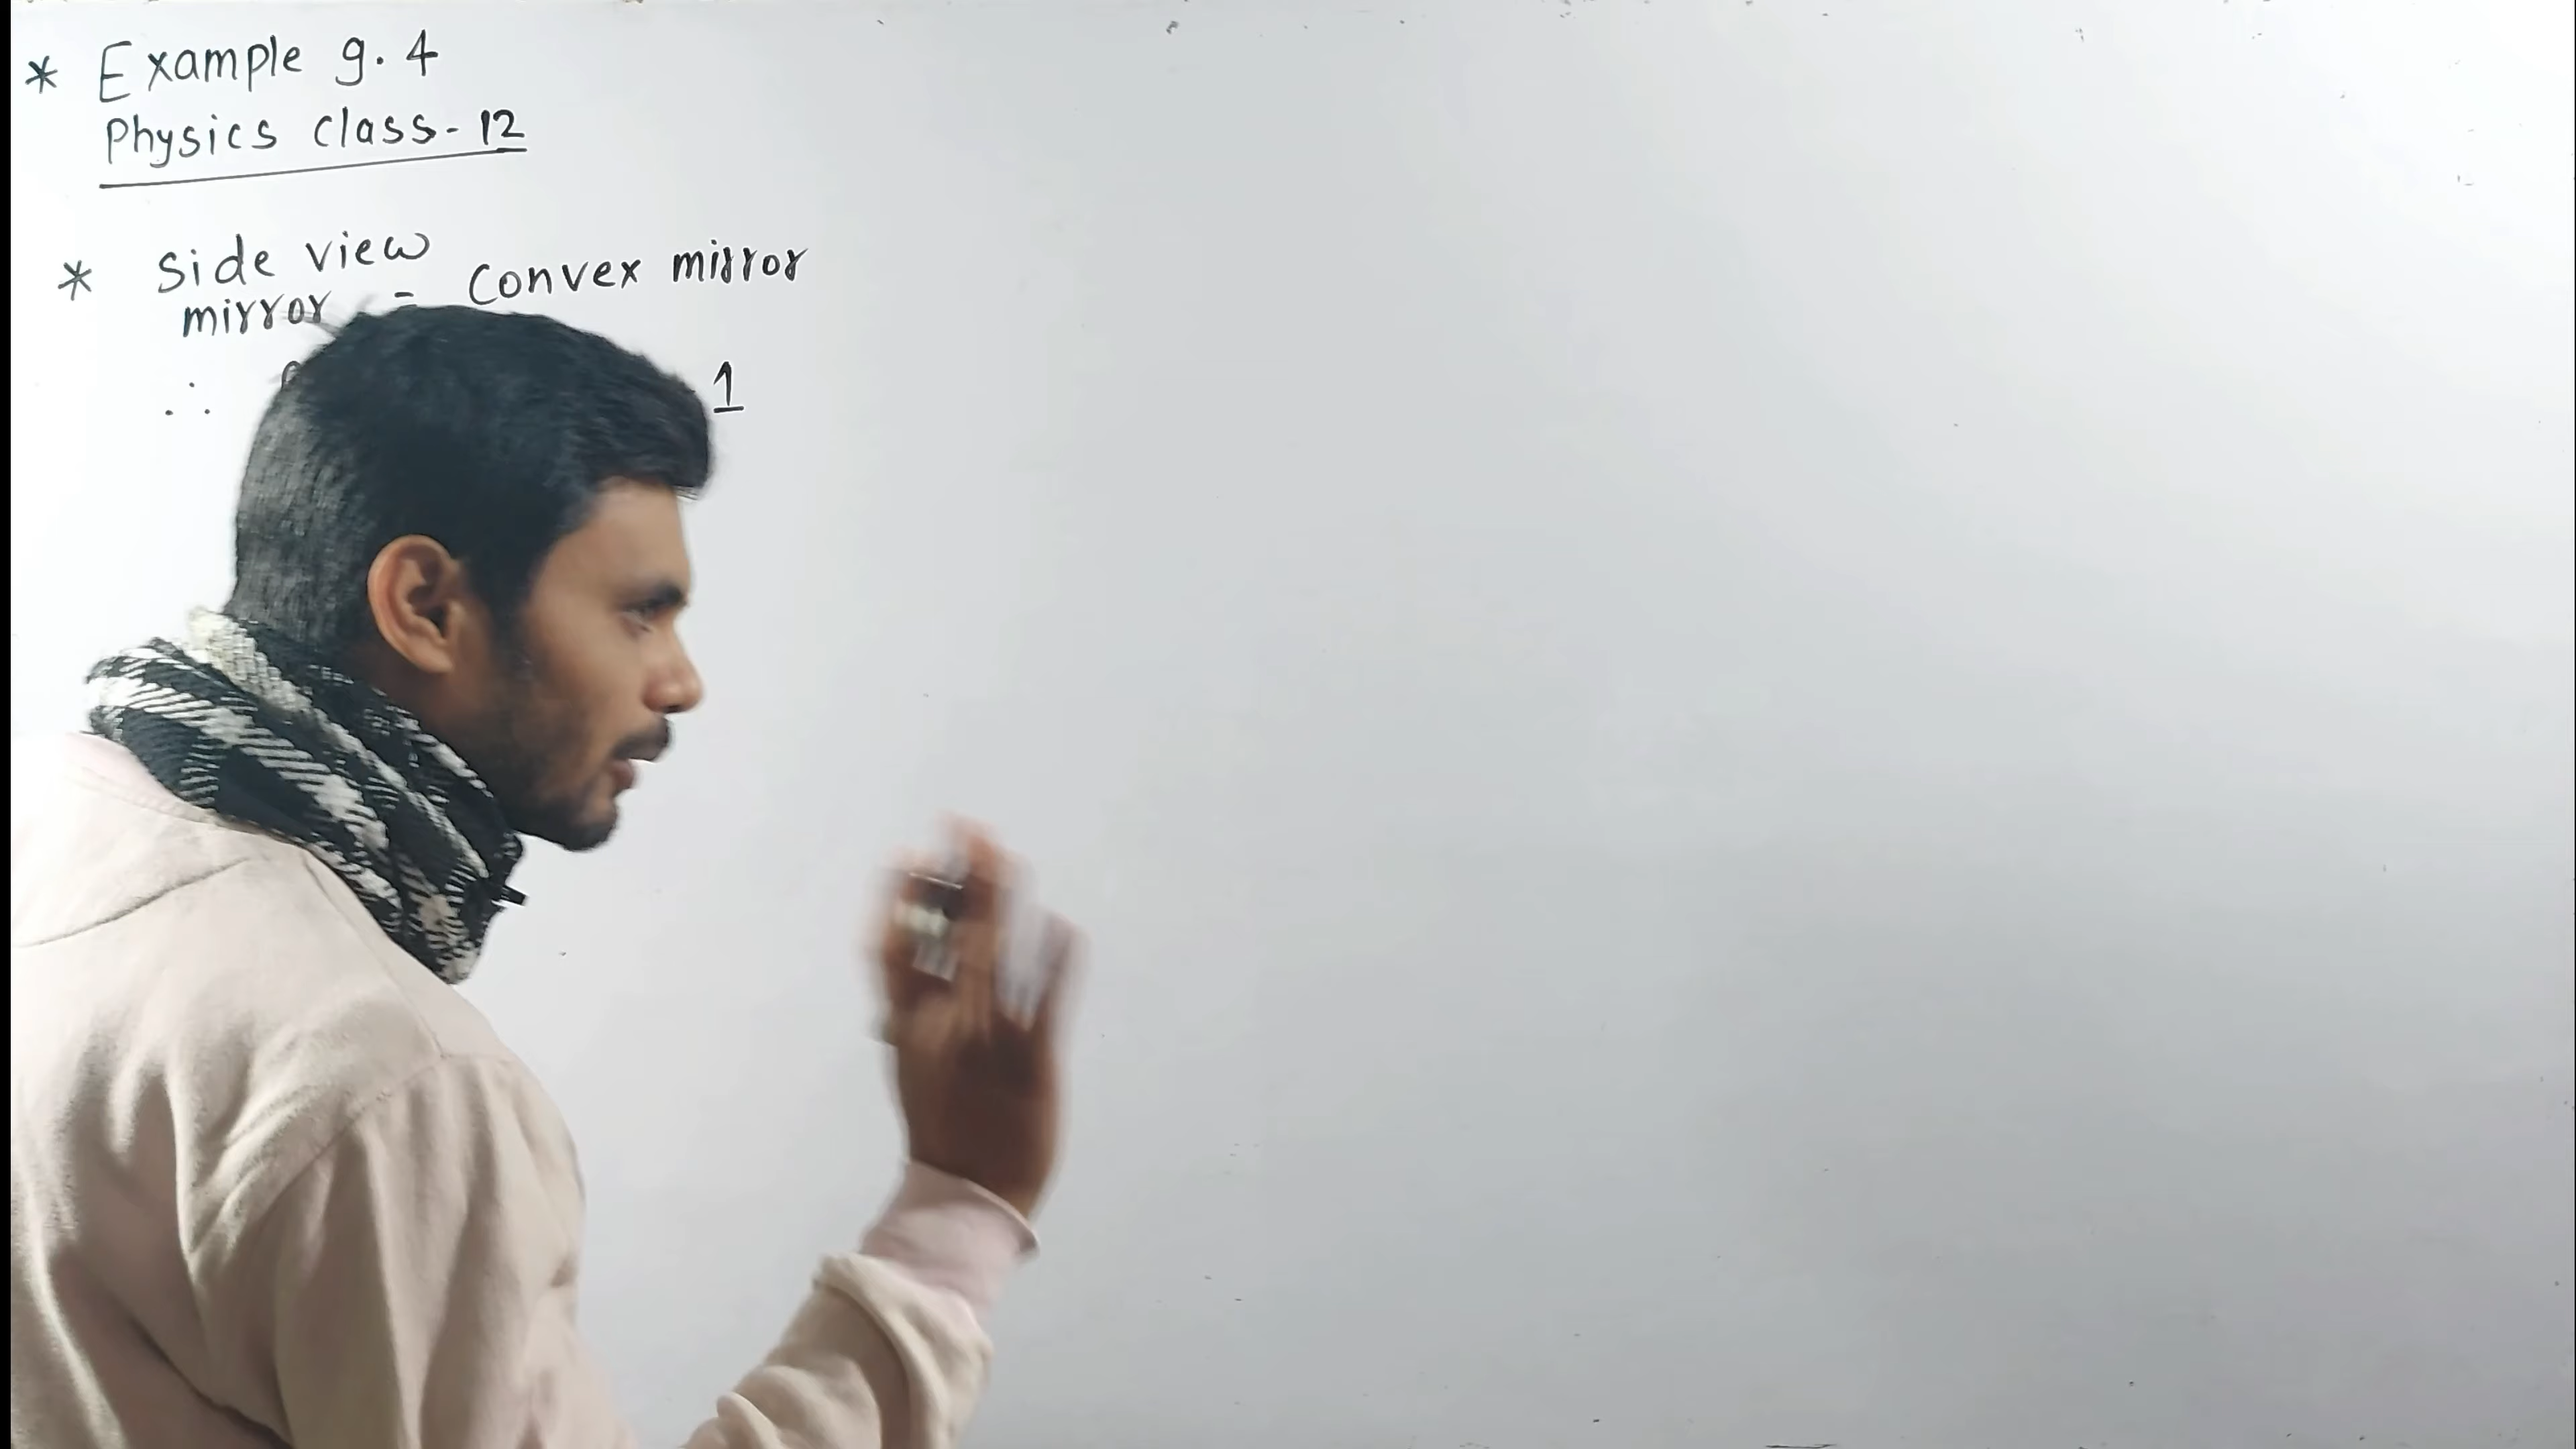 * Example 9.4
Physics class-12
* Side view
mirror = Convex mirror
∴ 1